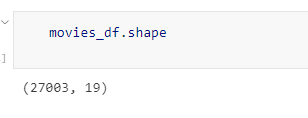 movies_df.shape
]
(27003, 19)